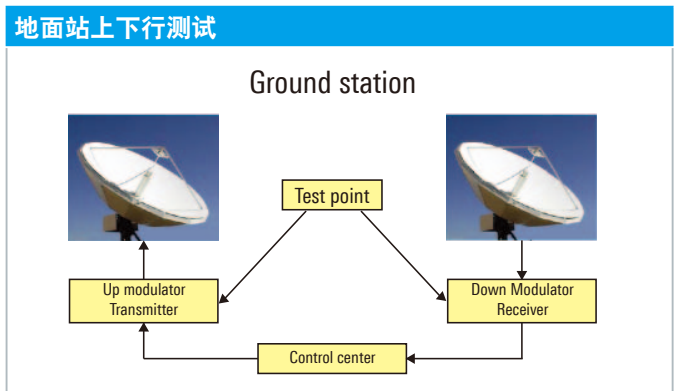 地面站上下行测试
Ground station
Test point
Up modulator
Transmitter
Down Modulator
Receiver
Control center